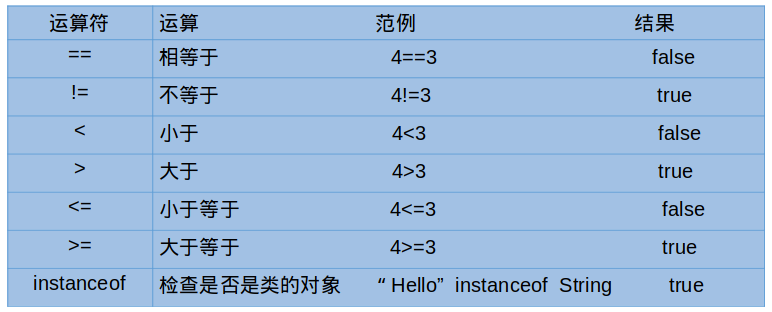 运算符 运算 范例 结果
== 相等于 4==3 false
!= 不等于 4!=3 true
< 小于 4<3 false
> 大于 4>3 true
<= 小于等于 4<=3 false
>= 大于等于 4>=3 true
instanceof 检查是否是类的对象 “Hello” instanceof String true